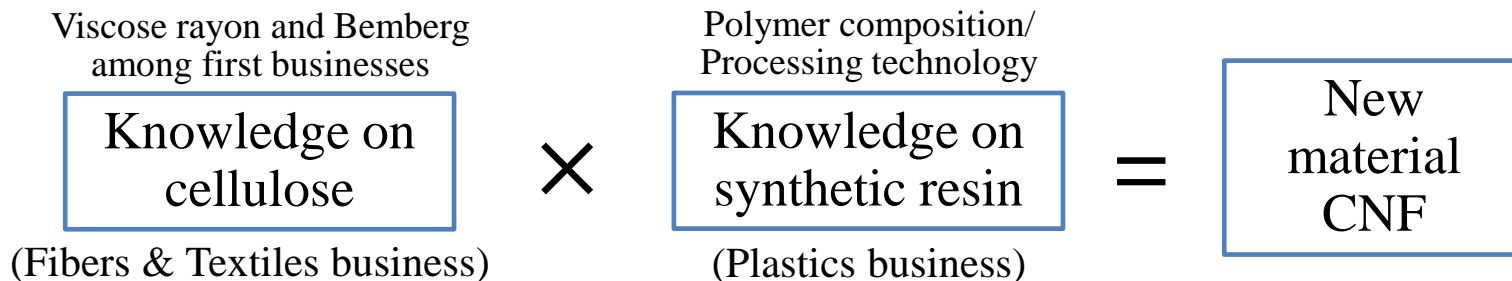 Viscose rayon and Bemberg
among first businesses
Knowledge on
cellulose
(Fibers & Textiles business)
×
Polymer composition/
Processing technology
Knowledge on
synthetic resin
(Plastics business)
=
New
material
CNF